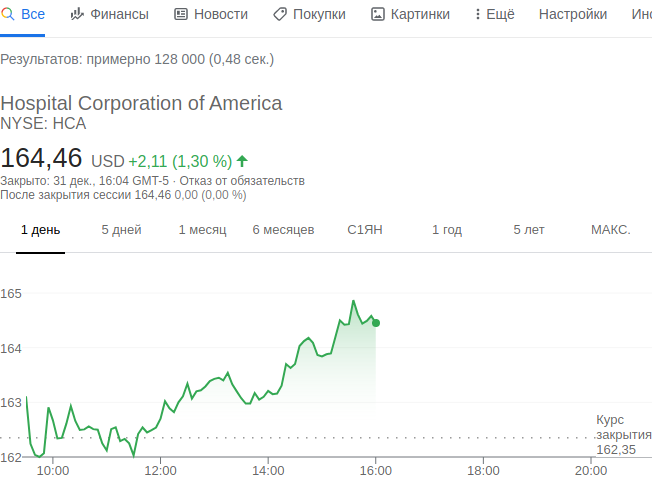 Все Финансы Новости Покупки Картинки Ещё Настройки Инс
Результатов: примерно 128 000 (0,48 сек.)
Hospital Corporation of America
NYSE: HCA
164,46 USD +2,11 (1,30 %)
Закрыто: 31 дек., 16:04 GMT-5 · Отказ от обязательств
После закрытия сессии 164,46 0,00 (0,00 %)
1 день 5 дней 1 месяц 6 месяцев С1ЯН 1 год 5 лет МАКС.
165
164
163
Курс
закрытия
162,35
162
10:00 12:00 14:00 16:00 18:00 20:00